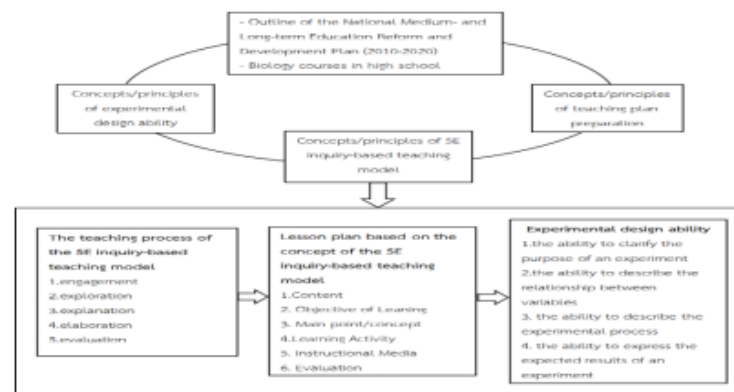 - Outline of the National Medium- and
Long-term Education Reform and
Development Plan (2010-2020)
- Biology courses in high school
Concepts/principles
of experimental
design ability
Concepts/principles
of teaching plan
preparation
Concepts/principles of 5E
inquiry-based teaching
model
The teaching process of
the 5E inquiry-based
teaching model
1.engagement
2.exploration
3.explanation
4.elaboration
5.evaluation
Lesson plan based on the
concept of the 5E
inquiry-based teaching
model
1.Content
2. Objective of Leaning
3. Main point/concept
4.Learning Activity
5. Instructional Media
6. Evaluation
Experimental design ability
1.the ability to clarify the
purpose of an experiment
2.the ability to describe the
relationship between
variables
3. the ability to describe the
experimental process
4. the ability to express the
expected results of an
experiment